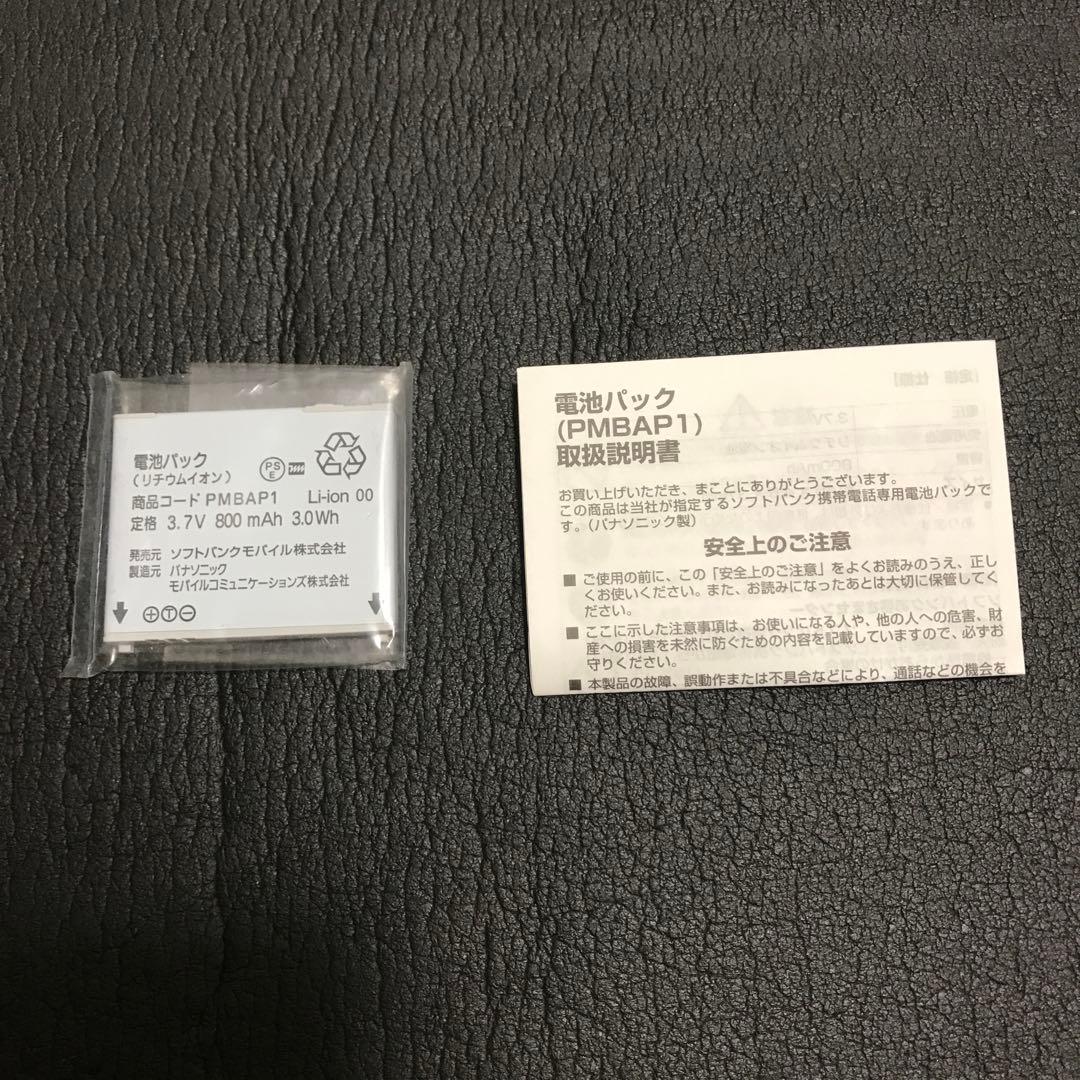 電池パック
(リチウムイオン)
PS
E
商品コード PMBAP1 Li-ion 00
定格 3.7V 800 mAh 3.0Wh
発売元 ソフトバンクモバイル株式会社
製造元 パナソニック
モバイルコミュニケーションズ株式会社
電池パック
(PMBAP1)
取扱説明書
お買い上げいただき、まことにありがとうございます。
この商品は当社が指定するソフトバンク携帯電話専用電池パックで
す。(パナソニック製)
安全上のご注意
■ ご使用の前に、この「安全上のご注意」をよくお読みのうえ、正し
くお使いください。また、お読みになったあとは大切に保管してく
ださい。
■ ここに示した注意事項は、お使いになる人や、他の人への危害、財
産への損害を未然に防ぐための内容を記載していますので、必ずお
守りください。
■ 本製品の故障、誤動作または不具合などにより、通話などの機会を